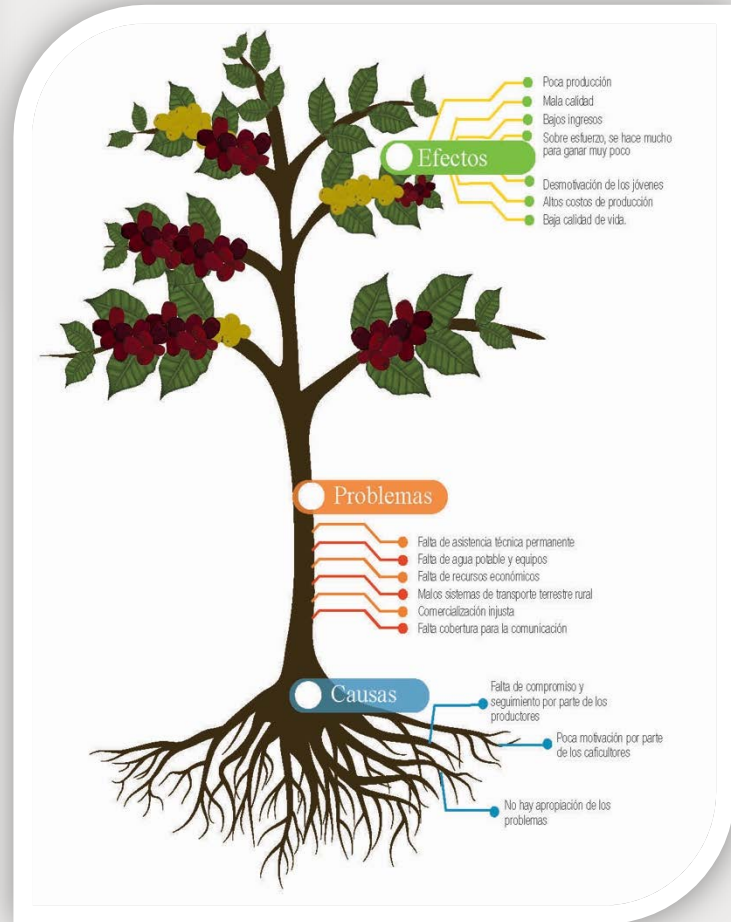 Poca producción
Mala calidad
Bajos ingresos
Sobre esfuerzo, se hace mucho
para ganar muy poco
Efectos
Desmotivación de los jóvenes
Altos costos de producción
Baja calidad de vida.
Problemas
Falta de asistencia técnica permanente
Falta de agua potable y equipos
Falta de recursos económicos
Malos sistemas de transporte terrestre rural
Comercialización injusta
Falta cobertura para la comunicación
Causas
Falta de compromiso y
seguimiento por parte de los
productores
Poca motivación por parte
de los caficultores
No hay apropiación de los
problemas